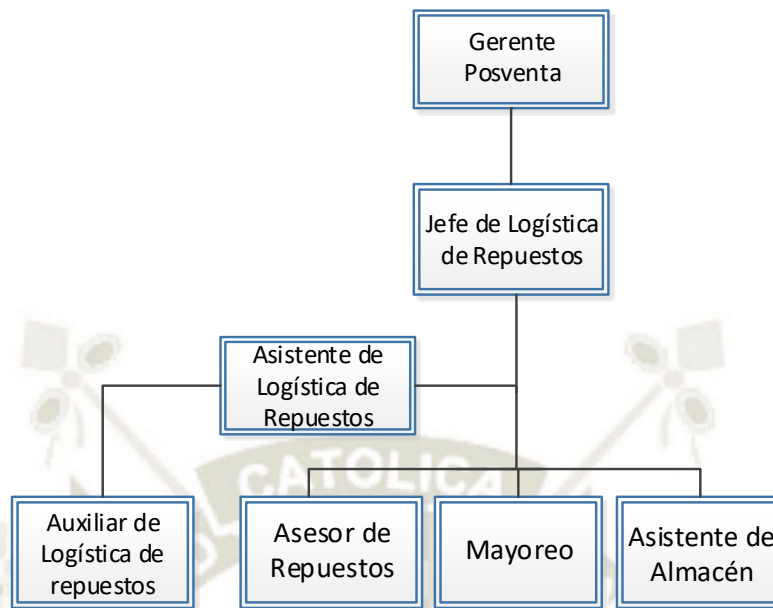 Gerente
Posventa
Jefe de Logística
de Repuestos
Asistente de
Logística de
Repuestos
CATOLICA
Auxiliar de
Logística de
repuestos
Asesor de
Repuestos
Mayoreo
Asistente de
Almacén